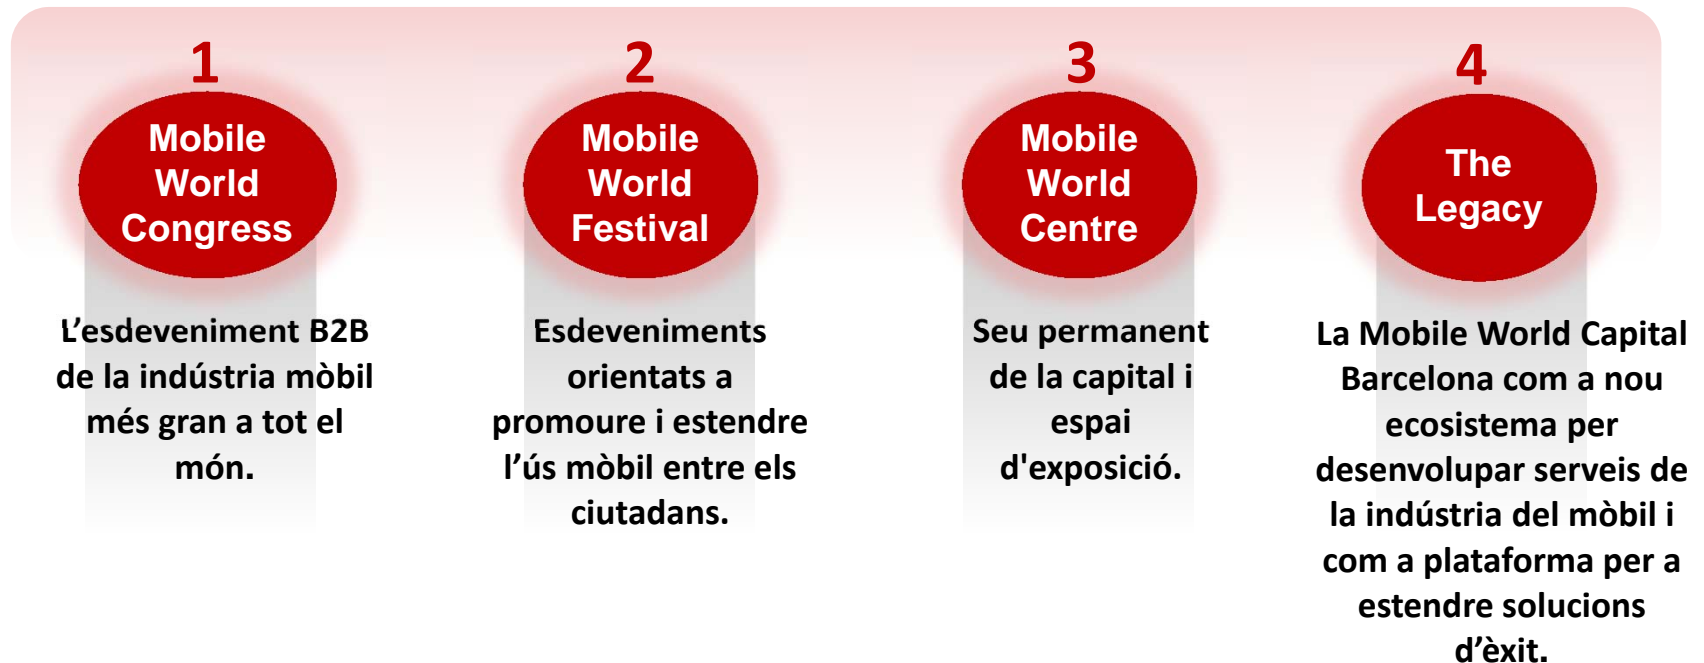 1
Mobile
World
Congress
L’esdeveniment B2B
de la indústria mòbil
més gran a tot el
món.
2
Mobile
World
Festival
Esdeveniments
orientats a
promoure i estendre
l’ús mòbil entre els
ciutadans.
3
Mobile
World
Centre
Seu permanent
de la capital i
espai
d'exposició.
4
The
Legacy
La Mobile World Capital
Barcelona com a nou
ecosistema per
desenvolupar serveis de
la indústria del mòbil i
com a plataforma per a
estendre solucions
d’èxit.